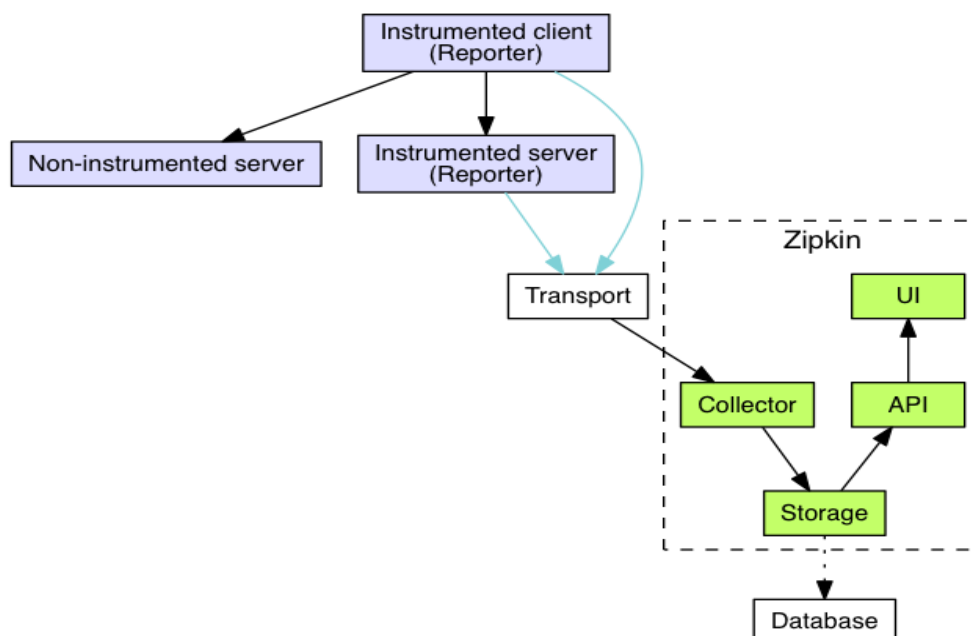 Instrumented client
(Reporter)
Non-instrumented server
Instrumented server
(Reporter)
Zipkin
Transport
UI
Collector
API
Storage
Database